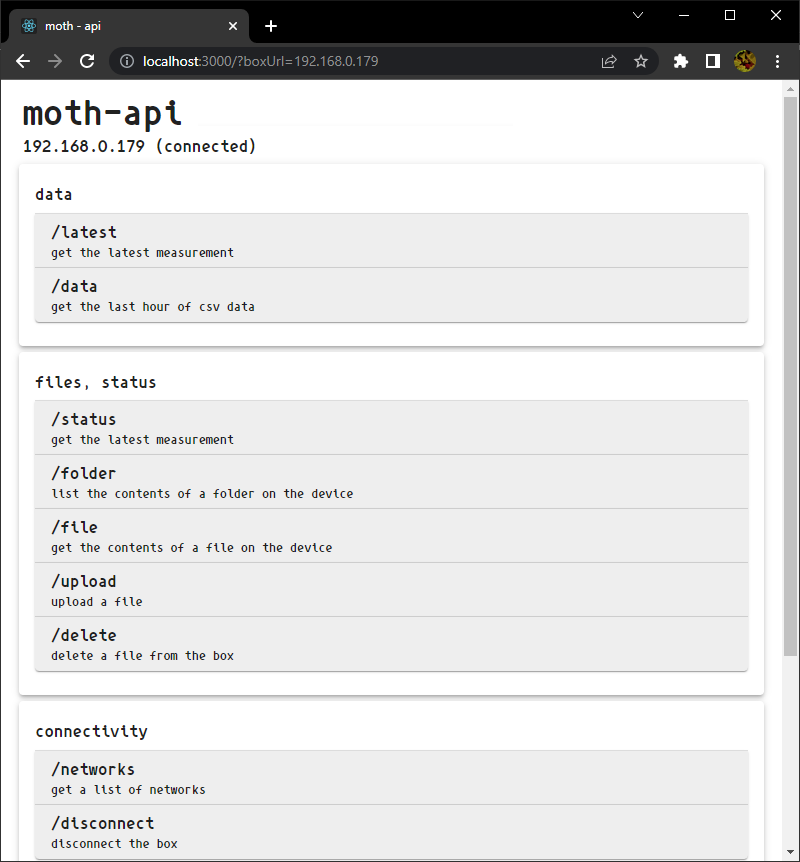 moth - api
localhost:3000/?boxUrl=192.168.0.179
moth-api
192.168.0.179 (connected)
data
/latest
get the latest measurement
/data
get the last hour of csv data
files, status
/status
get the latest measurement
/folder
list the contents of a folder on the device
/file
get the contents of a file on the device
/upload
upload a file
/delete
delete a file from the box
connectivity
/networks
get a list of networks
/disconnect
disconnect the box